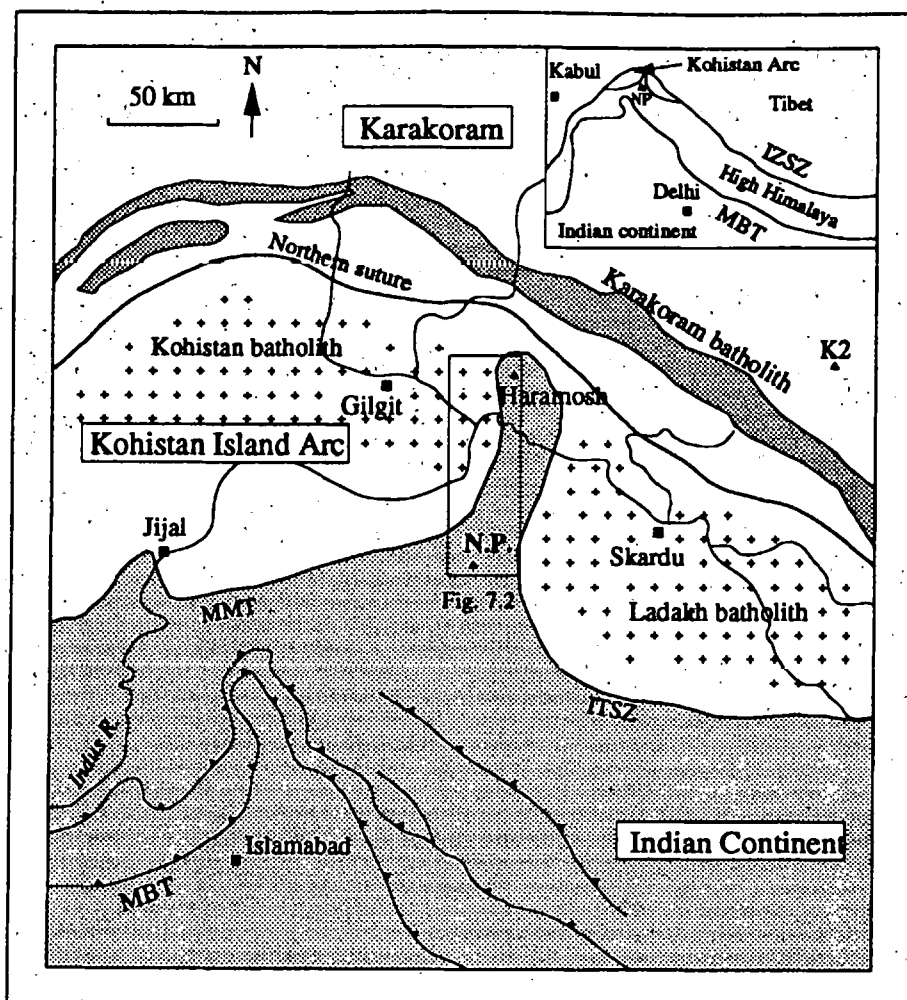 N
50 km
Karakoram
Kabul
Kohistan Arc
NP
Tibet
IZSZ
High Himalaya
Delhi
MBT
Indian continent
Northern suture
Karakoram batholith
K2
Kohistan batholith
Gilgit
Haramosh
Kohistan Island Arc
Jijal
N.P.
Skardu
MMT
Fig. 7.2
Ladakh batholith
ITSZ
Indus R.
Islamabad
Indian Continent
MBT